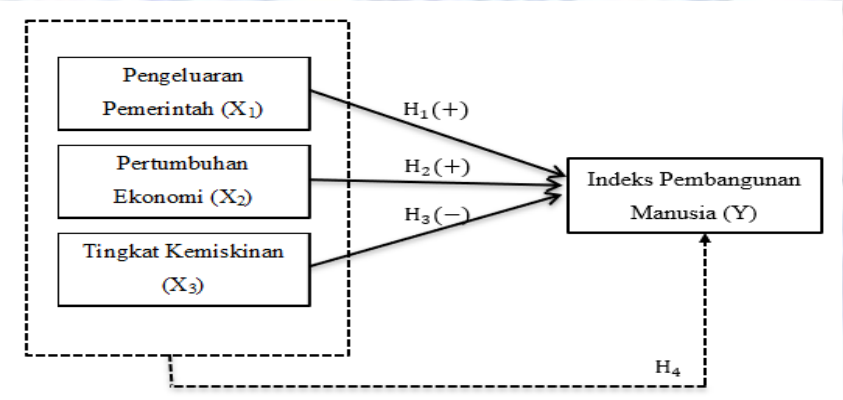 Pengeluaran
Pemerintah (X₁)
H₁(+)
Pertumbuhan
Ekonomi (X₂)
H₂(+)
Tingkat Kemiskinan
(X₃)
H₃(−)
Indeks Pembangunan
Manusia (Y)
H₄